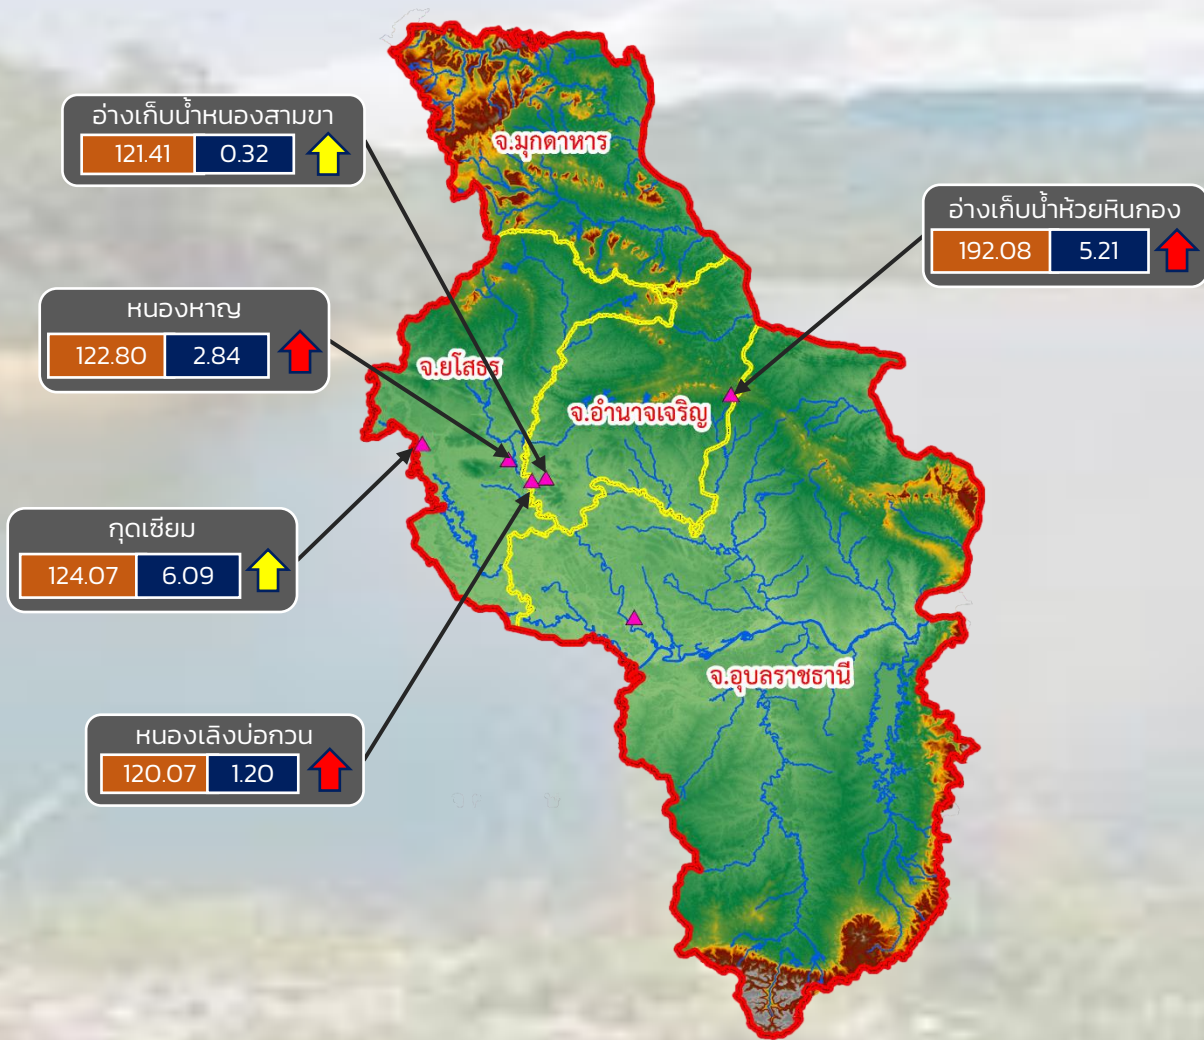 อ่างเก็บน้ำหนองสามขา
121.41 0.32
จ.มุกดาหาร
อ่างเก็บน้ำห้วยหินกอง
192.08 5.21
หนองหาญ
122.80 2.84
จ.ยโสธร
จ.อำนาจเจริญ
กุดเซียม
124.07 6.09
จ.อุบลราชธานี
หนองเลิงบ่อกวน
120.07 1.20